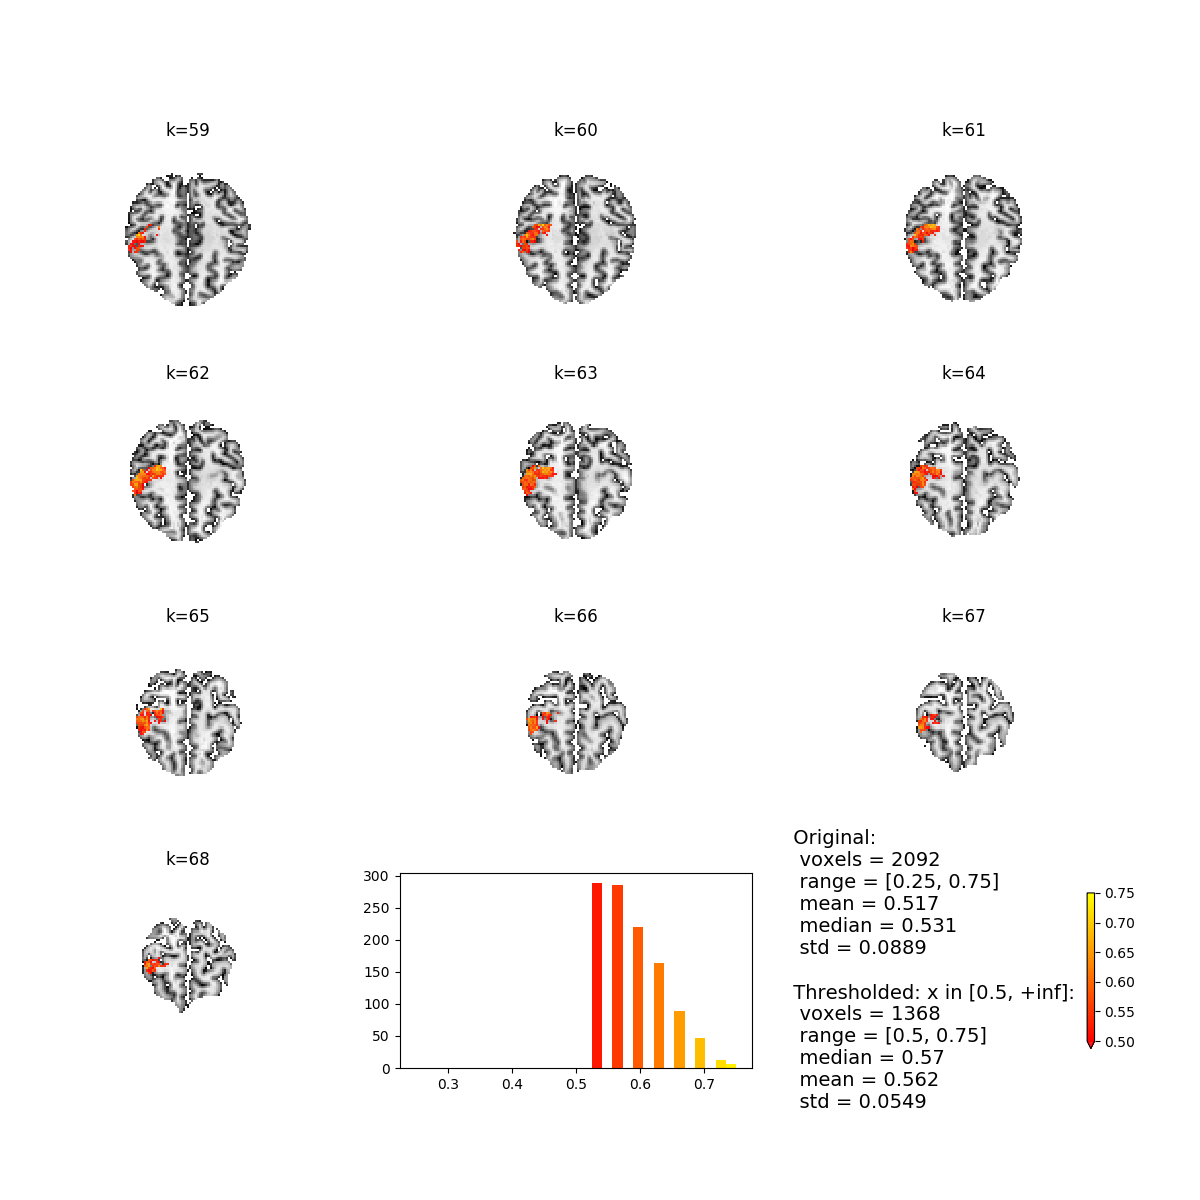 k=59
k=60
k=61
k=62
k=63
k=64
k=65
k=66
k=67
k=68
300
250
200
150
100
50
0
0.3 0.4 0.5 0.6 0.7
Original:
voxels = 2092
range = [0.25, 0.75]
mean = 0.517
median = 0.531
std = 0.0889
Thresholded: x in [0.5, +inf]:
voxels = 1368
range = [0.5, 0.75]
median = 0.57
mean = 0.562
std = 0.0549
0.75
0.70
0.65
0.60
0.55
0.50